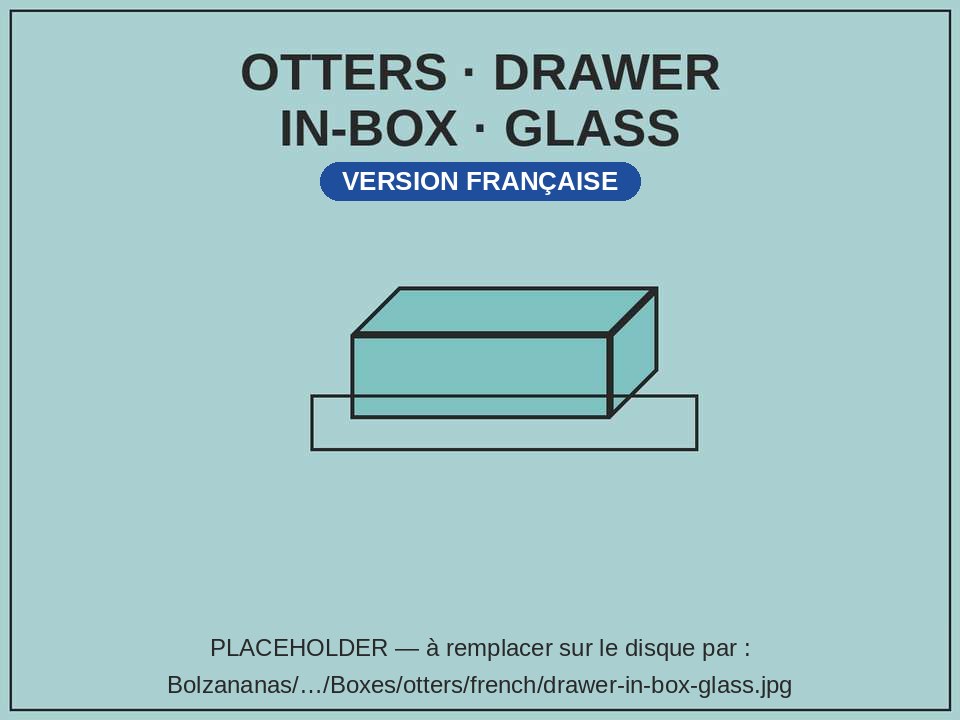 OTTERS · DRAWER
IN-BOX · GLASS
VERSION FRANÇAISE
PLACEHOLDER — à remplacer sur le disque par :
Bolzananas/…/Boxes/otters/french/drawer-in-box-glass.jpg